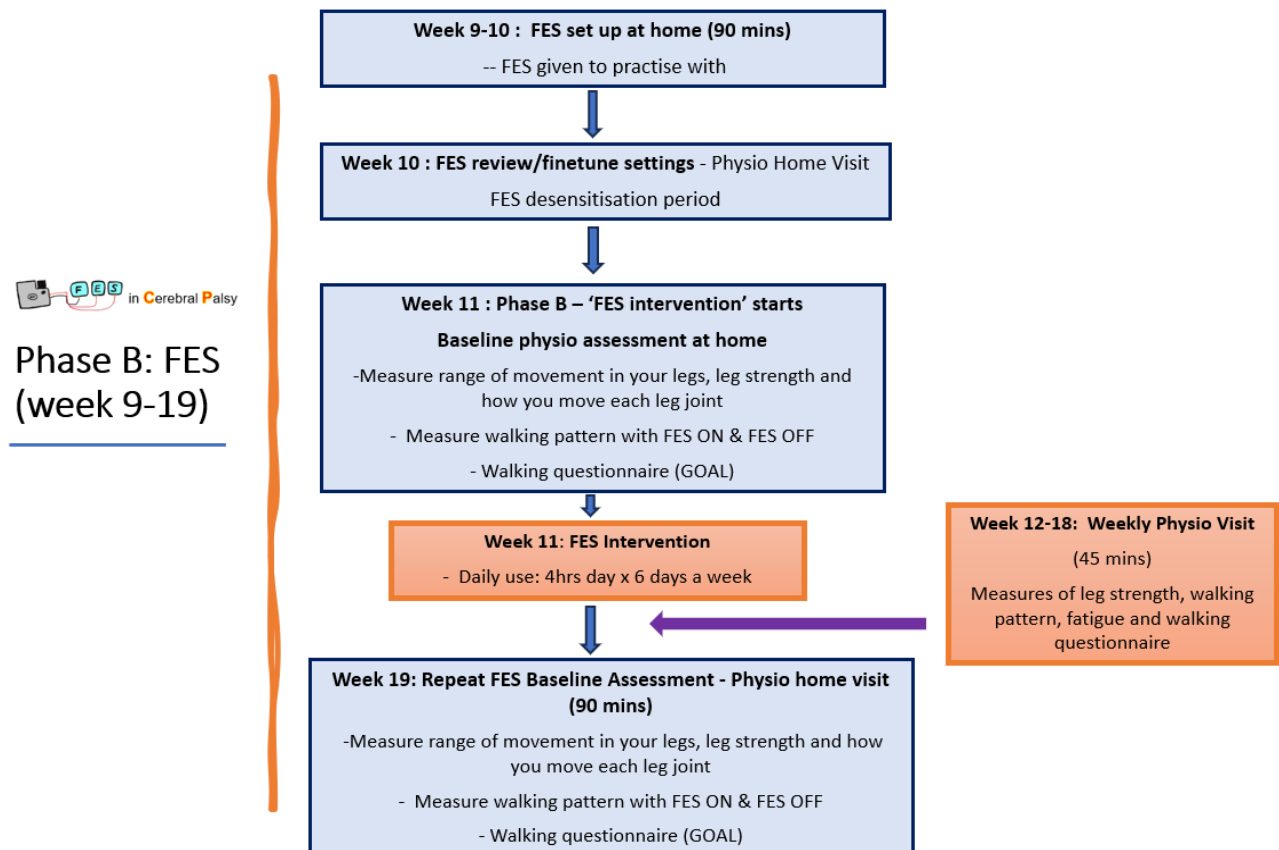 Week 9-10 : FES set up at home (90 mins)
-- FES given to practise with
Week 10 : FES review/finetune settings - Physio Home Visit
FES desensitisation period
F E S in Cerebral Palsy
Phase B: FES
(week 9-19)
Week 11 : Phase B – ‘FES intervention’ starts
Baseline physio assessment at home
-Measure range of movement in your legs, leg strength and
how you move each leg joint
- Measure walking pattern with FES ON & FES OFF
- Walking questionnaire (GOAL)
Week 11: FES Intervention
- Daily use: 4hrs day x 6 days a week
Week 12-18: Weekly Physio Visit
(45 mins)
Measures of leg strength, walking
pattern, fatigue and walking
questionnaire
Week 19: Repeat FES Baseline Assessment - Physio home visit
(90 mins)
-Measure range of movement in your legs, leg strength and how
you move each leg joint
- Measure walking pattern with FES ON & FES OFF
- Walking questionnaire (GOAL)